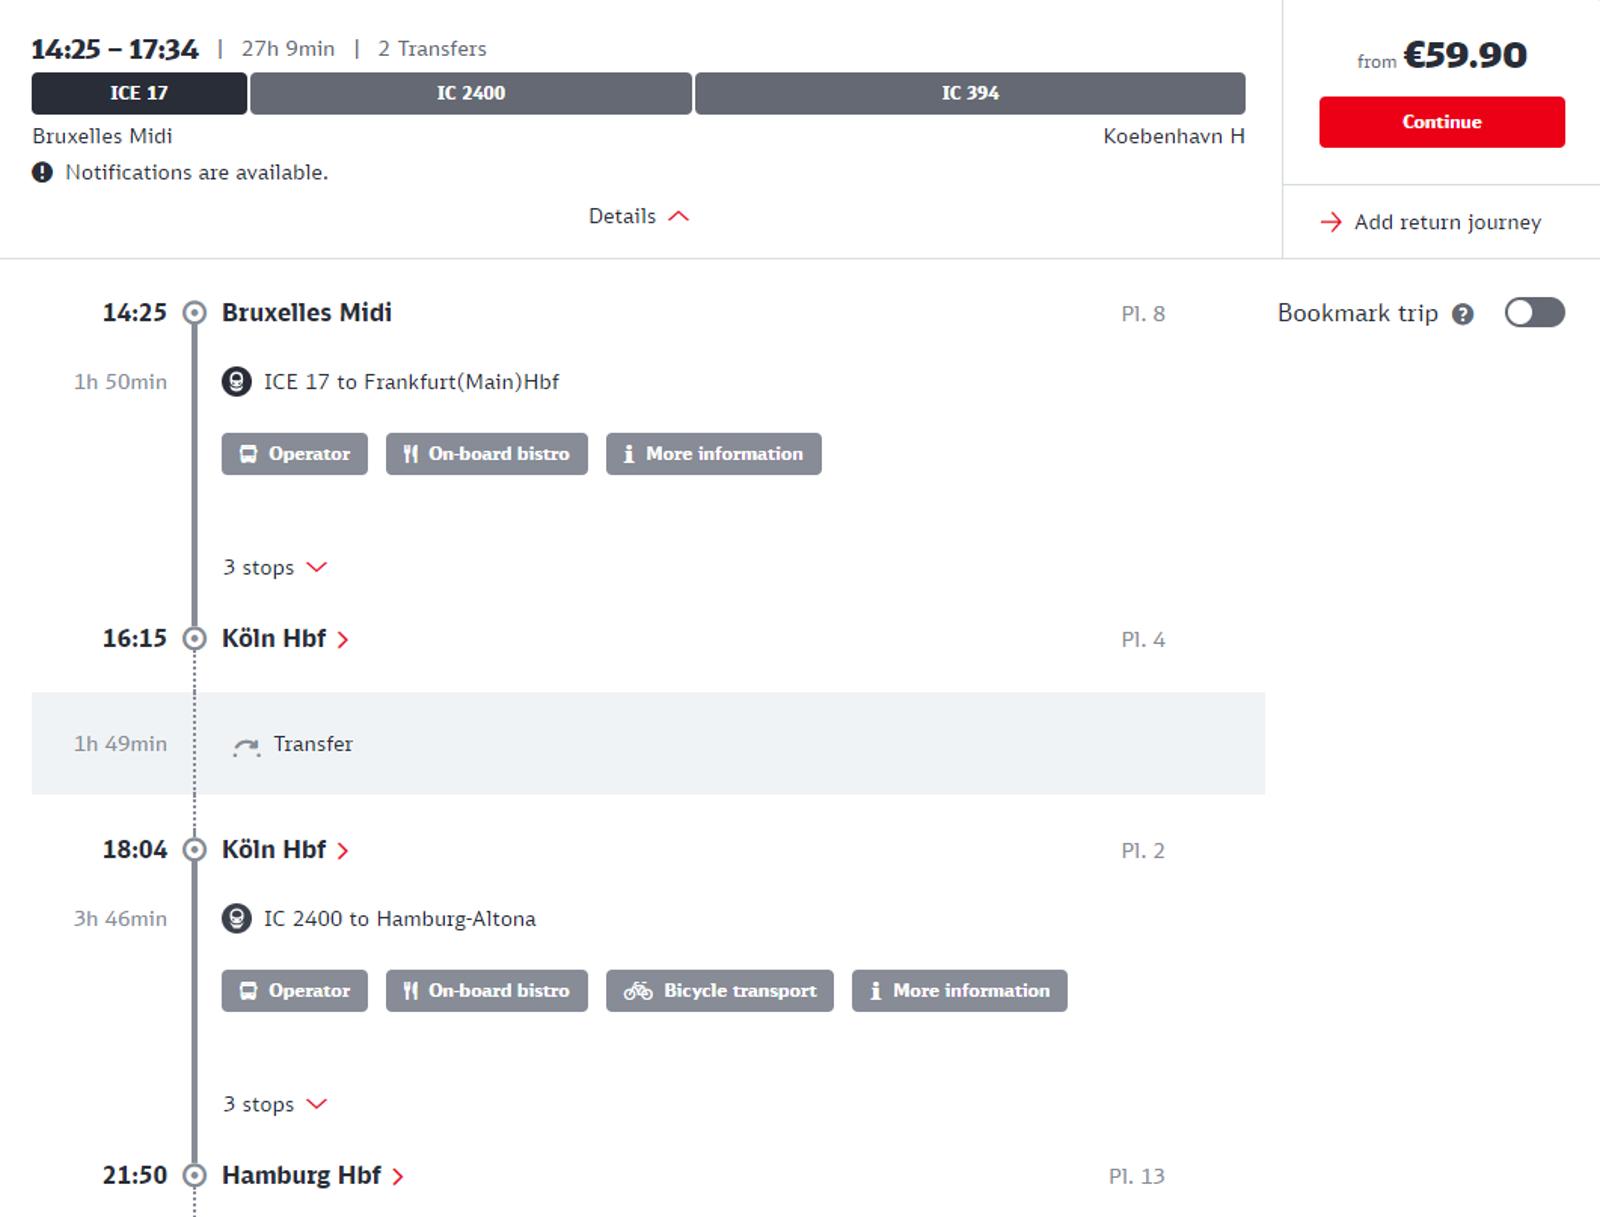 14:25 – 17:34 | 27h 9min | 2 Transfers
from €59.90
ICE 17 IC 2400 IC 394
Continue
Bruxelles Midi Koebenhavn H
Notifications are available.
Details
Add return journey
14:25 Bruxelles Midi Pl. 8
Bookmark trip ?
1h 50min ICE 17 to Frankfurt(Main)Hbf
Operator On-board bistro More information
3 stops
16:15 Köln Hbf Pl. 4
1h 49min Transfer
18:04 Köln Hbf Pl. 2
3h 46min IC 2400 to Hamburg-Altona
Operator On-board bistro Bicycle transport More information
3 stops
21:50 Hamburg Hbf Pl. 13